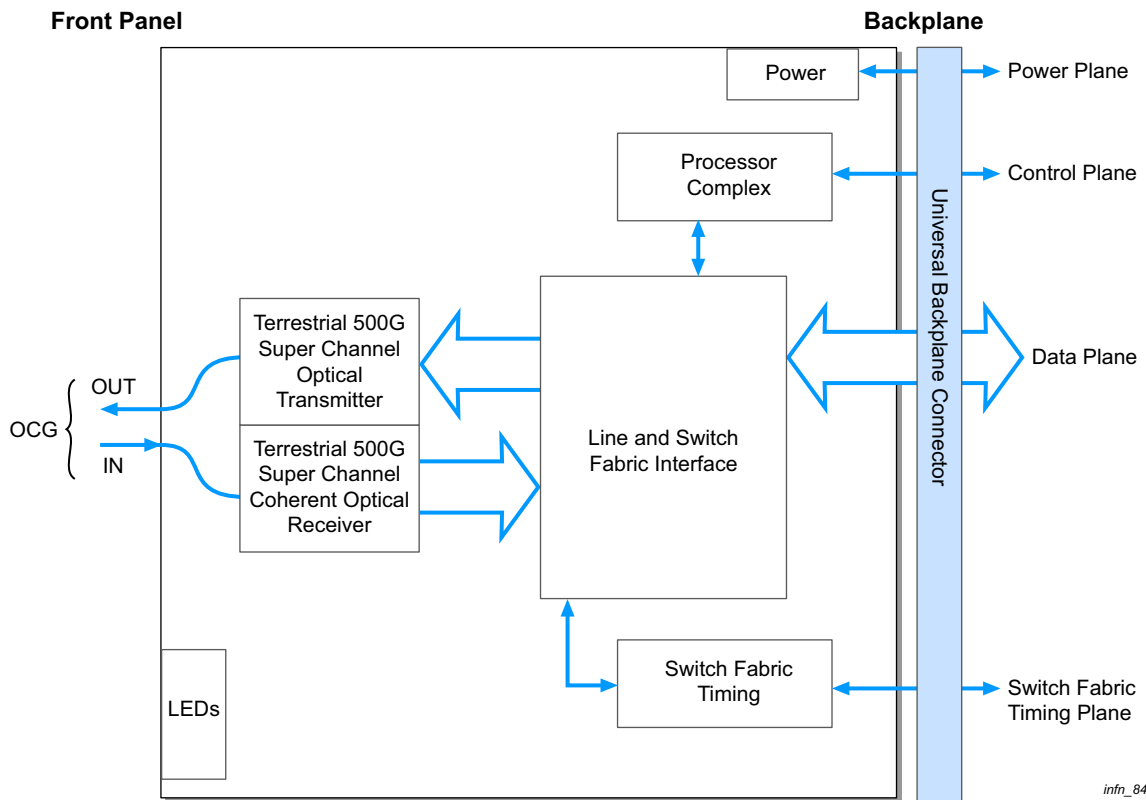 Front Panel
Backplane
Power
Power Plane
Processor
Complex
Control Plane
Universal Backplane Connector
Terrestrial 500G
Super Channel
Optical
Transmitter
OUT
OCG
IN
Terrestrial 500G
Super Channel
Coherent Optical
Receiver
Line and Switch
Fabric Interface
Data Plane
LEDs
Switch Fabric
Timing
Switch Fabric
Timing Plane
infn_84